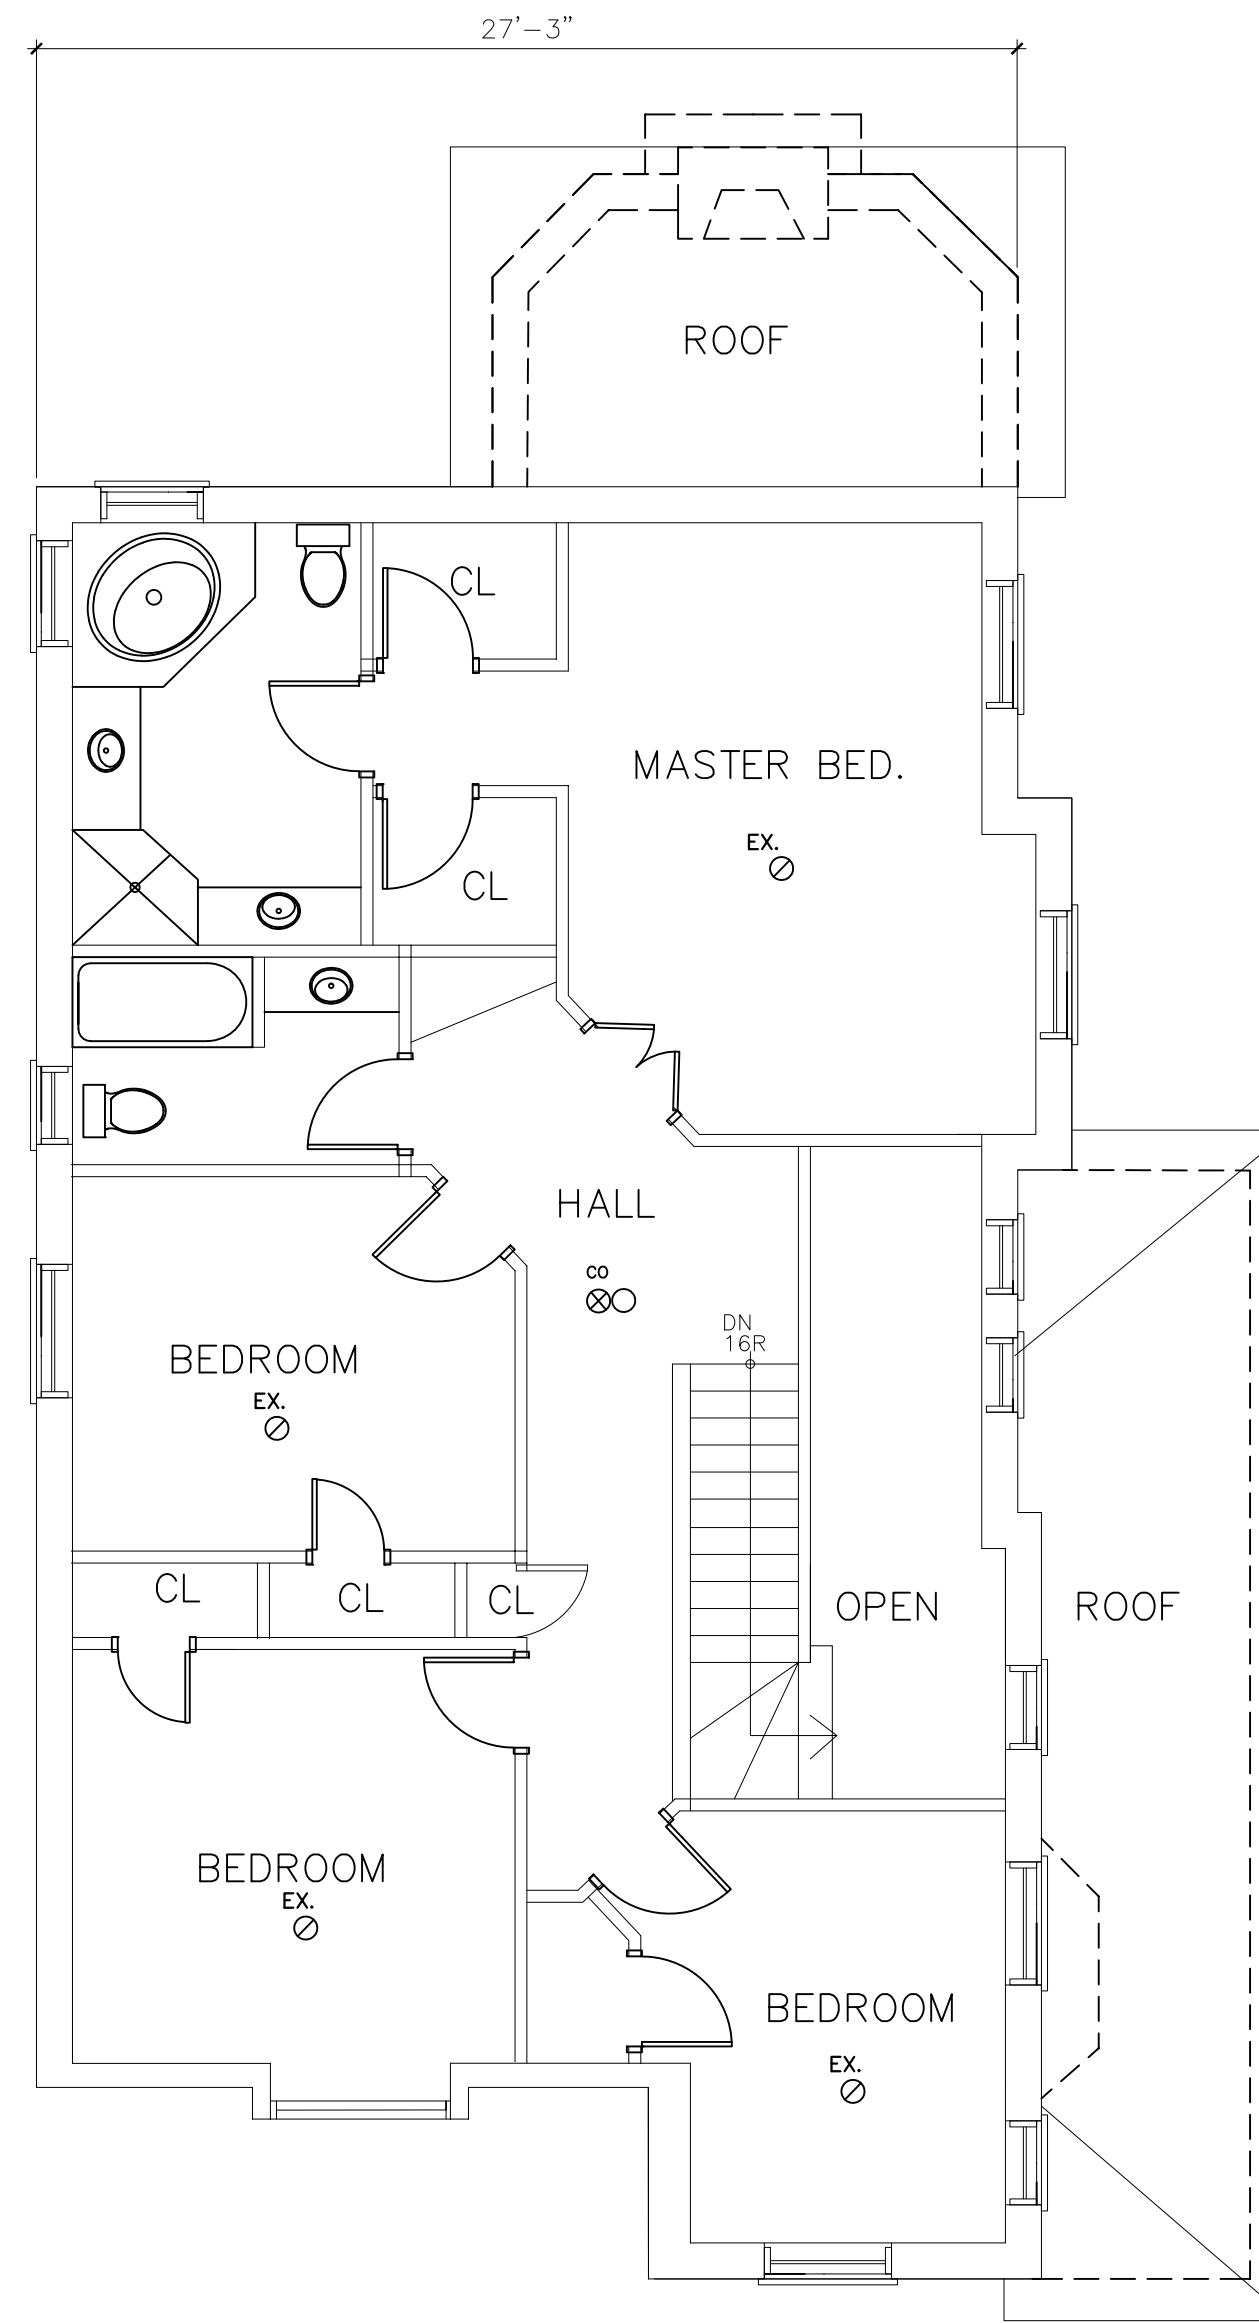 27'-3"
ROOF
CL
MASTER BED.
EX.
CL
HALL
CO
DN
16R
BEDROOM
EX.
CL
CL
CL
OPEN
ROOF
BEDROOM
EX.
BEDROOM
EX.